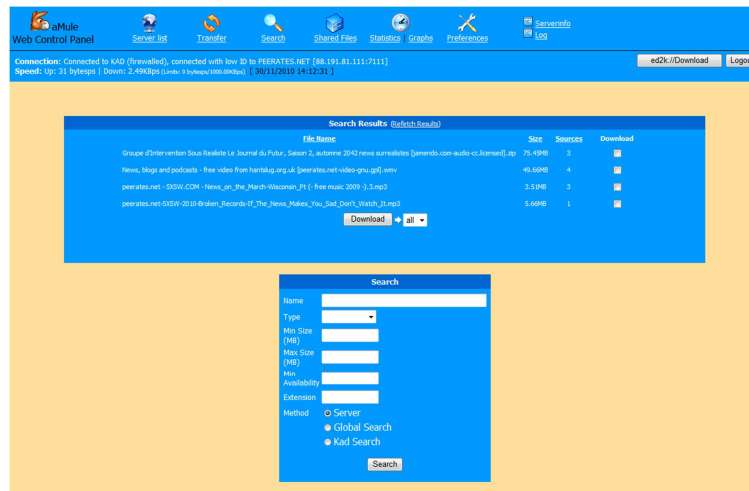 aMule
Web Control Panel
Server list
Transfer
Search
Shared Files
Statistics | Graphs
Preferences
Serverinfo
Log
Connection: Connected to KAD (firewalled), connected with low ID to PEERATES.NET [88.191.81.111:7111]
Speed: Up: 31 bytesps | Down: 2.49KBps (Limits: 0 bytesps/1000.00KBps) [ 30/11/2010 14:12:31 ]
ed2k://Download
Logou
Search Results (Refetch Results)
File Name Size Sources Download
Groupe d'Intervention Sous Realiste Le Journal du Futur, Saison 2, automne 2042 news surrealistes [jamendo.com-audio-cc.licensed].zip 75.45MB 3
News, blogs and podcasts - free video from hantslug.org.uk [peerates.net-video-gnu.gpl].wmv 49.66MB 4
peerates.net - SXSW.COM - News_on_the_March-Wisconsin_Pt (- free music 2009 -).3.mp3 3.51MB 3
peerates.net-SXSW-2010-Broken_Records-If_The_News_Makes_You_Sad_Don't_Watch_It.mp3 5.66MB 1
Download all
Search
Name
Type
Min Size (MB)
Max Size (MB)
Min Availability
Extension
Method Server
Global Search
Kad Search
Search